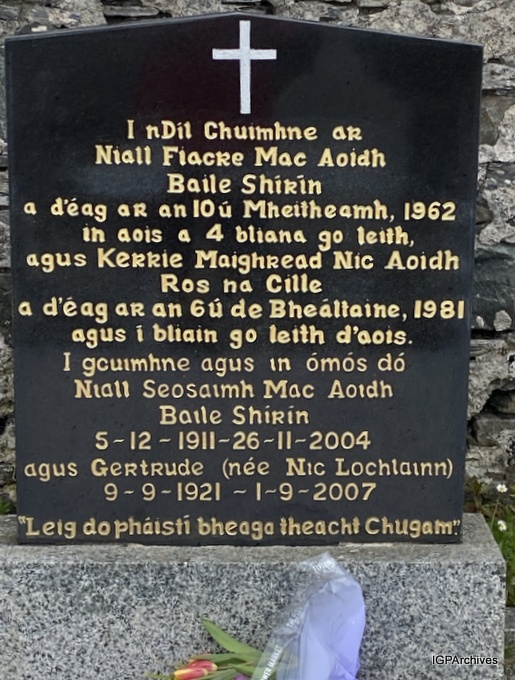 I nDíl Chuimhne ar
Niall Fiacre Mac Aoidh
Baile Shírín
a d'éag ar an 10ú Mheitheamh, 1962
in aois a 4 bliana go leith,
agus Kerrie Maighread Nic Aoidh
Ros na Cille
a d'éag ar an 6ú de Bhealtaine, 1981
agus í bliain go leith d'aois.
I gcuimhne agus in ómós dó
Niall Seosaimh Mac Aoidh
Baile Shírín
5-12-1911-26-11-2004
agus Gertrude (née Nic Lochlainn)
9-9-1921-1-9-2007
"Leig do pháistí bheaga theacht Chugam".
IGPArchives